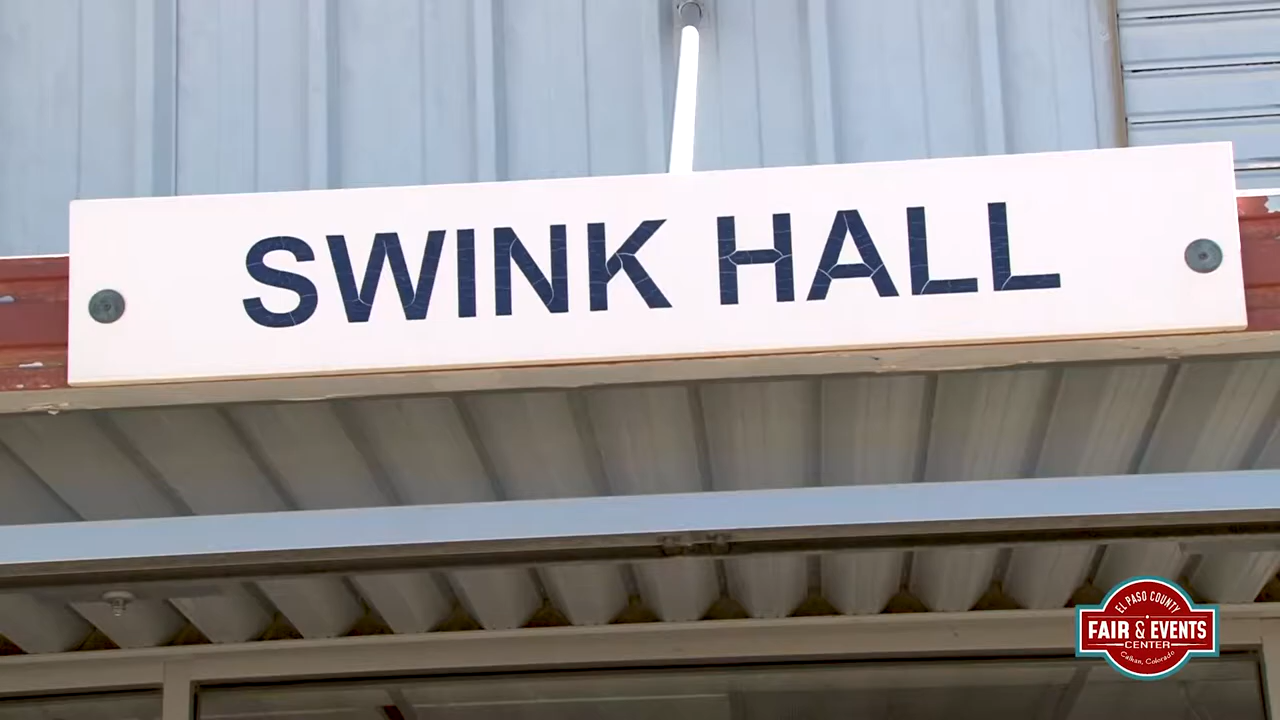 SWINK HALL
EL PASO COUNTY
FAIR & EVENTS
CENTER
Calhan, Colorado